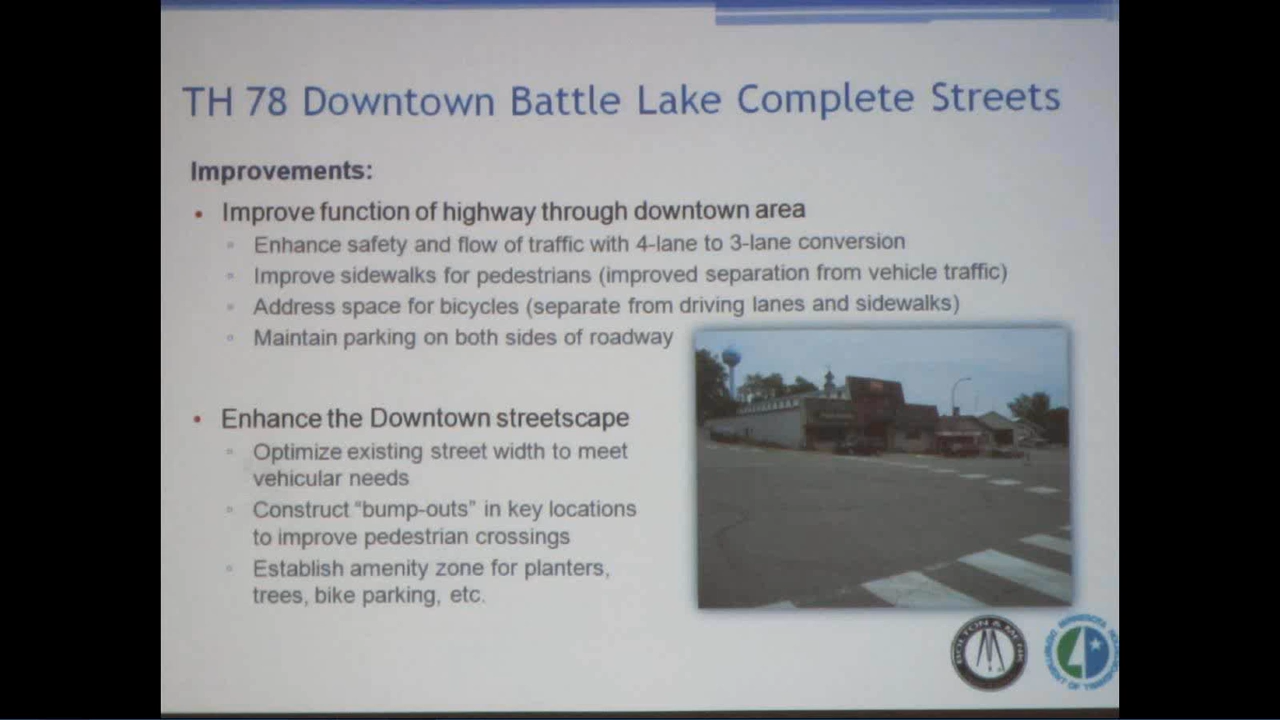 TH 78 Downtown Battle Lake Complete Streets
Improvements:
• Improve function of highway through downtown area
▫ Enhance safety and flow of traffic with 4-lane to 3-lane conversion
▫ Improve sidewalks for pedestrians (improved separation from vehicle traffic)
▫ Address space for bicycles (separate from driving lanes and sidewalks)
▫ Maintain parking on both sides of roadway
• Enhance the Downtown streetscape
▫ Optimize existing street width to meet
vehicular needs
▫ Construct “bump-outs” in key locations
to improve pedestrian crossings
▫ Establish amenity zone for planters,
trees, bike parking, etc.
BOLTON & MENK
MINNESOTA
OF